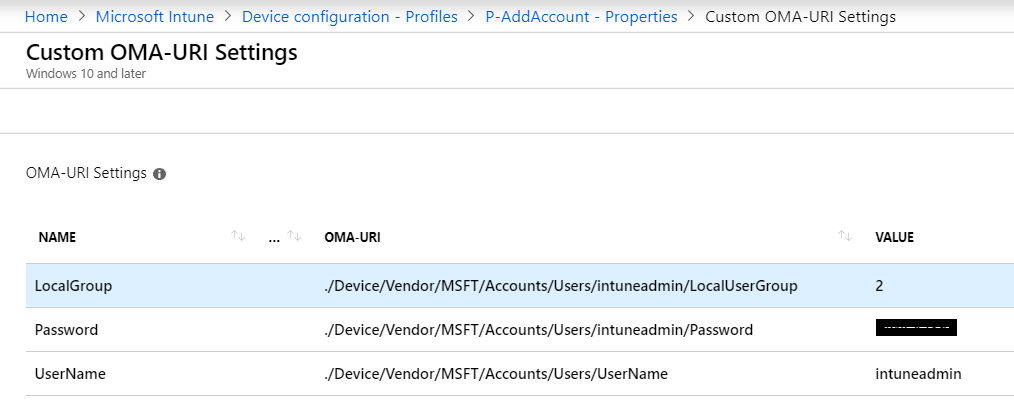 Home > Microsoft Intune > Device configuration - Profiles > P-AddAccount - Properties > Custom OMA-URI Settings
Custom OMA-URI Settings
Windows 10 and later
OMA-URI Settings
NAME ... OMA-URI VALUE
LocalGroup ./Device/Vendor/MSFT/Accounts/Users/intuneadmin/LocalUserGroup 2
Password ./Device/Vendor/MSFT/Accounts/Users/intuneadmin/Password
UserName ./Device/Vendor/MSFT/Accounts/Users/UserName intuneadmin